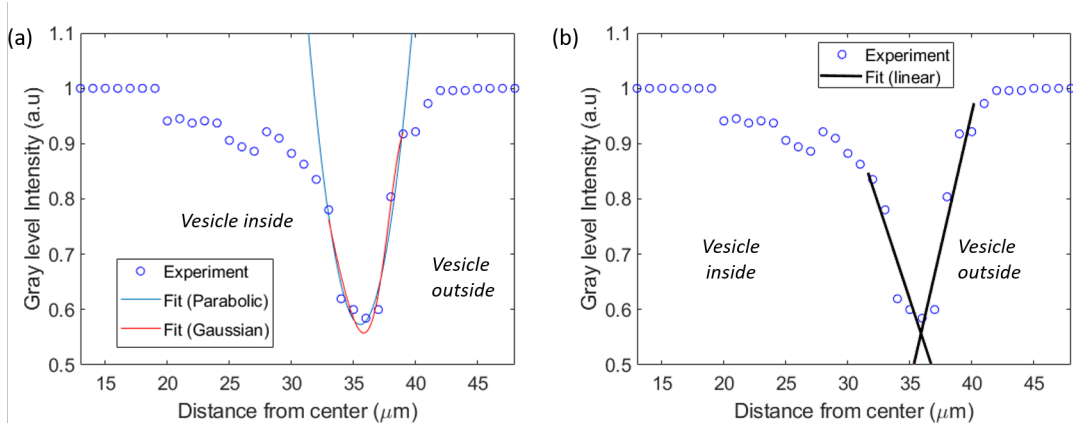 (a)
1.1
1
0.9
0.8
0.7
0.6
0.5
Gray level Intensity (a.u)
Vesicle inside
Vesicle
outside
Experiment
Fit (Parabolic)
Fit (Gaussian)
15 20 25 30 35 40 45
Distance from center (μm)
(b)
1.1
1
0.9
0.8
0.7
0.6
0.5
Gray level Intensity (a.u)
Experiment
Fit (linear)
Vesicle
inside
Vesicle
outside
15 20 25 30 35 40 45
Distance from center (μm)